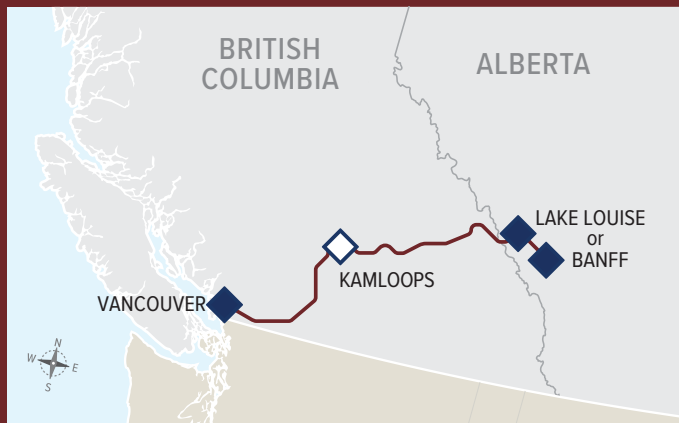 BRITISH
COLUMBIA
ALBERTA
LAKE LOUISE
or
BANFF
KAMLOOPS
VANCOUVER
N
W
E
S